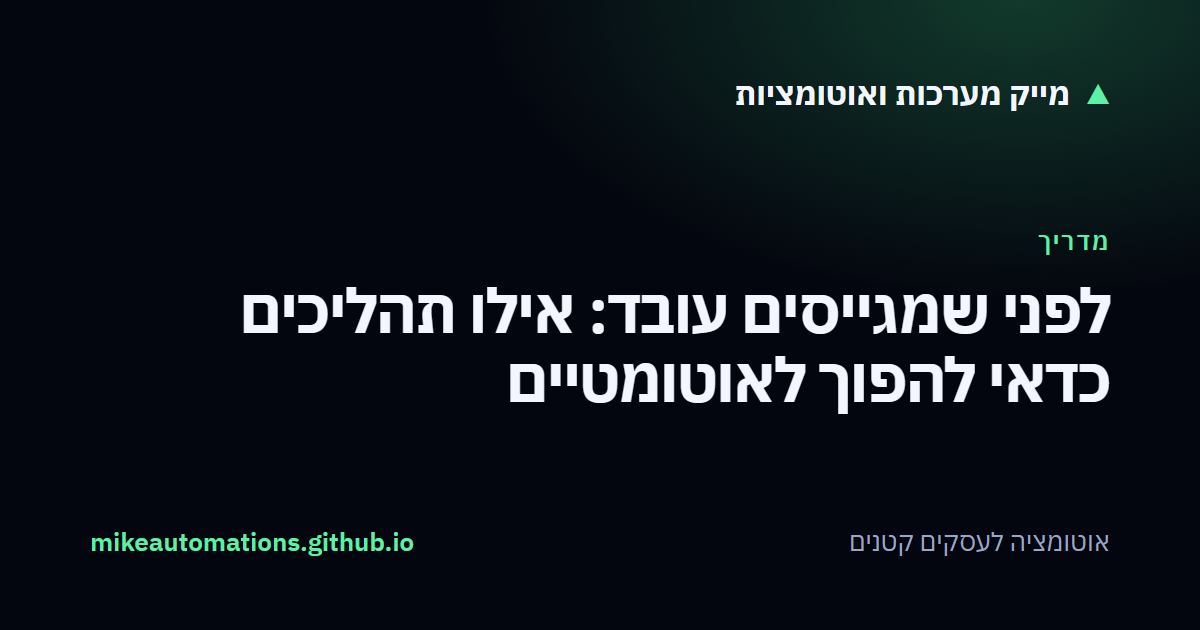 מייק מערכות ואוטומציות
מדריך
לפני שמגייסים עובד: אילו תהליכים
כדאי להפוך לאוטומטיים
אוטומציה לעסקים קטנים
mikeautomations.github.io